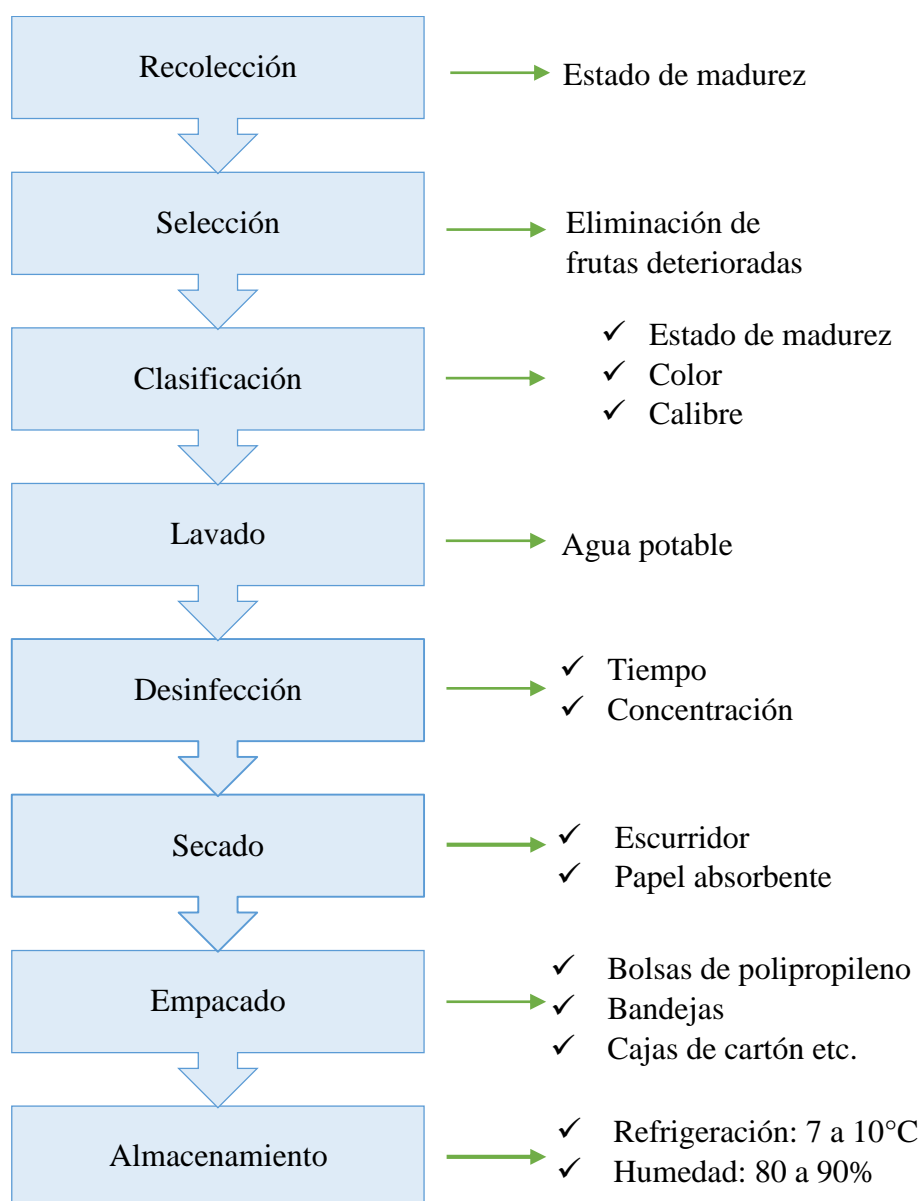 Recolección
Estado de madurez
Selección
Eliminación de
frutas deterioradas
Clasificación
✓ Estado de madurez
✓ Color
✓ Calibre
Lavado
Agua potable
Desinfección
✓ Tiempo
✓ Concentración
Secado
✓ Escurridor
✓ Papel absorbente
Empacado
✓ Bolsas de polipropileno
✓ Bandejas
✓ Cajas de cartón etc.
Almacenamiento
✓ Refrigeración: 7 a 10°C
✓ Humedad: 80 a 90%